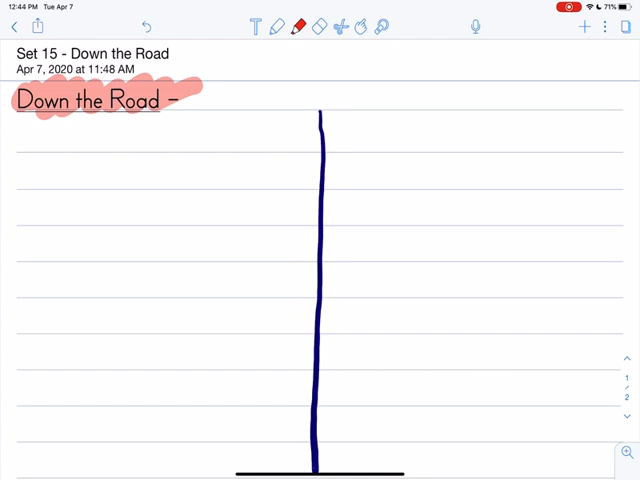 12:44 PM Tue Apr 7
71%
T
Set 15 - Down the Road
Apr 7, 2020 at 11:48 AM
Down the Road –
1
/
2